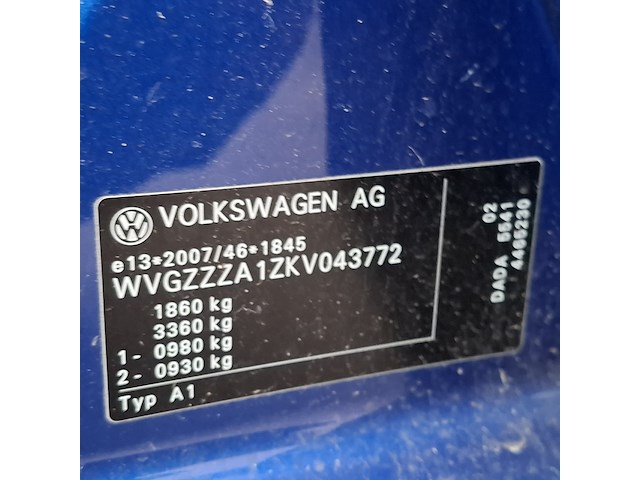 VOLKSWAGEN AG
e13*2007/46*1845
WVGZZZA1ZKV043772
1860 kg
3360 kg
1- 0980 kg
2- 0930 kg
Typ A1
02
DADA 5541
4466230